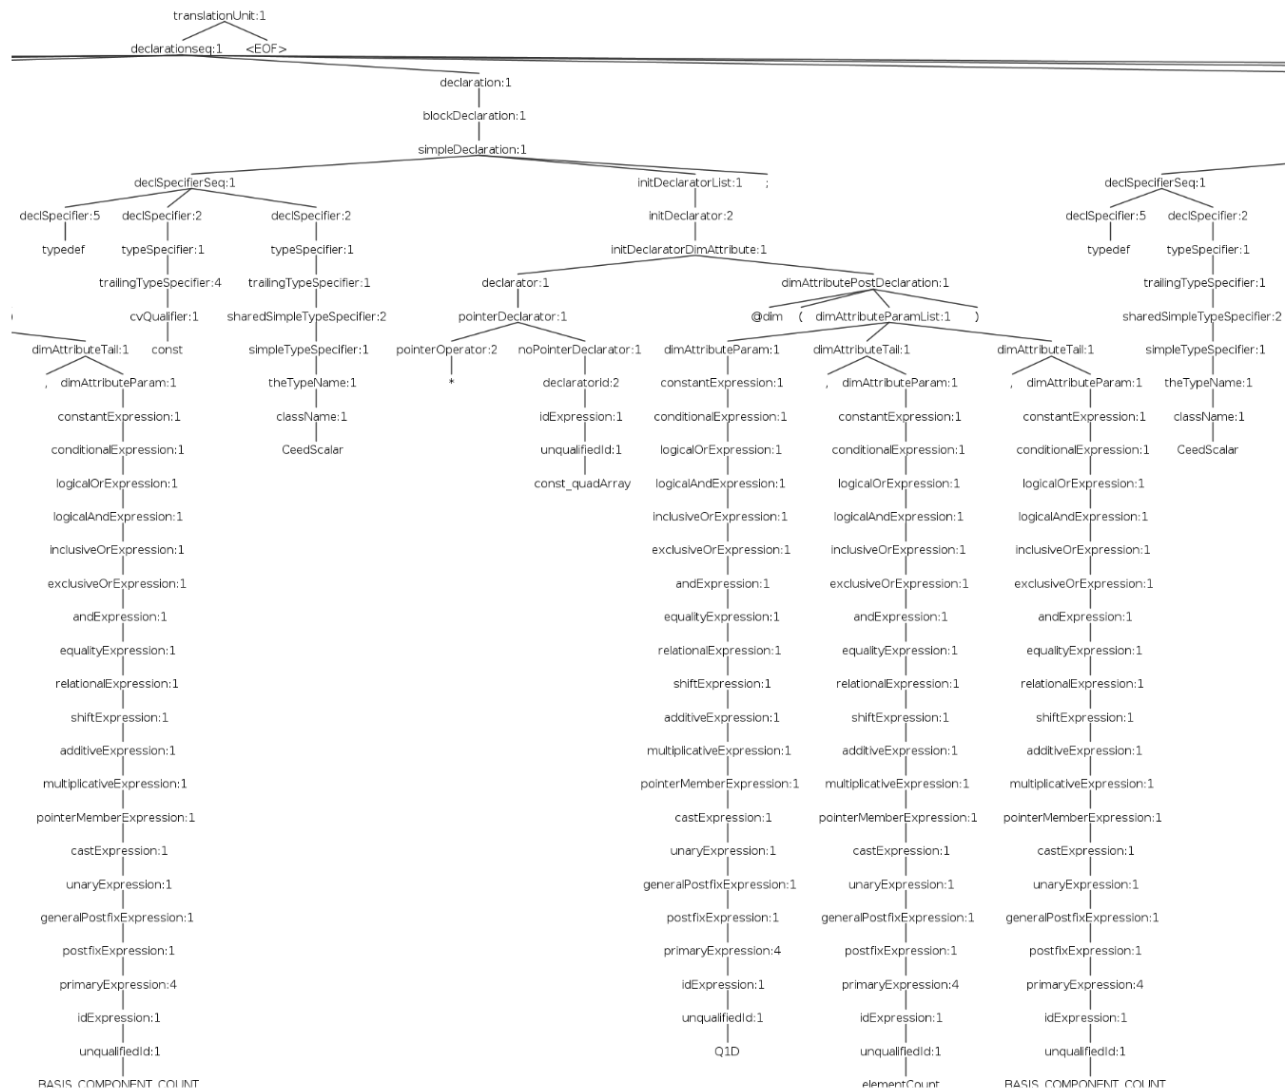 translationUnit:1
declarationseq:1 <EOF>
declaration:1
blockDeclaration:1
simpleDeclaration:1
declSpecifierSeq:1 initDeclaratorList:1 ; declSpecifierSeq:1
declSpecifier:5 declSpecifier:2 declSpecifier:2 initDeclarator:2 declSpecifier:5 declSpecifier:2
typedef typeSpecifier:1 typeSpecifier:1 initDeclaratorDimAttribute:1 typedef typeSpecifier:1
trailingTypeSpecifier:4 trailingTypeSpecifier:1 declarator:1 dimAttributePostDeclaration:1 trailingTypeSpecifier:1
cvQualifier:1 sharedSimpleTypeSpecifier:2 pointerDeclarator:1 @dim ( dimAttributeParamList:1 ) sharedSimpleTypeSpecifier:2
dimAttributeTail:1 const simpleTypeSpecifier:1 pointerOperator:2 noPointerDeclarator:1 dimAttributeParam:1 dimAttributeTail:1 dimAttributeTail:1 simpleTypeSpecifier:1
, dimAttributeParam:1 theTypeName:1 * declaratorid:2 constantExpression:1 , dimAttributeParam:1 , dimAttributeParam:1 theTypeName:1
constantExpression:1 className:1 idExpression:1 conditionalExpression:1 constantExpression:1 constantExpression:1 className:1
conditionalExpression:1 CeedScalar unqualifiedId:1 logicalOrExpression:1 conditionalExpression:1 conditionalExpression:1 CeedScalar
logicalOrExpression:1 const_quadArray logicalAndExpression:1 logicalOrExpression:1 logicalOrExpression:1
logicalAndExpression:1 inclusiveOrExpression:1 logicalAndExpression:1 logicalAndExpression:1
inclusiveOrExpression:1 exclusiveOrExpression:1 inclusiveOrExpression:1 inclusiveOrExpression:1
exclusiveOrExpression:1 andExpression:1 exclusiveOrExpression:1 exclusiveOrExpression:1
andExpression:1 equalityExpression:1 andExpression:1 andExpression:1
equalityExpression:1 relationalExpression:1 equalityExpression:1 equalityExpression:1
relationalExpression:1 shiftExpression:1 relationalExpression:1 relationalExpression:1
shiftExpression:1 additiveExpression:1 shiftExpression:1 shiftExpression:1
additiveExpression:1 multiplicativeExpression:1 additiveExpression:1 additiveExpression:1
multiplicativeExpression:1 pointerMemberExpression:1 multiplicativeExpression:1 multiplicativeExpression:1
pointerMemberExpression:1 castExpression:1 pointerMemberExpression:1 pointerMemberExpression:1
castExpression:1 unaryExpression:1 castExpression:1 castExpression:1
unaryExpression:1 generalPostfixExpression:1 unaryExpression:1 unaryExpression:1
generalPostfixExpression:1 postfixExpression:1 generalPostfixExpression:1 generalPostfixExpression:1
postfixExpression:1 primaryExpression:4 postfixExpression:1 postfixExpression:1
primaryExpression:4 idExpression:1 primaryExpression:4 primaryExpression:4
idExpression:1 unqualifiedId:1 idExpression:1 idExpression:1
unqualifiedId:1 Q1D unqualifiedId:1 unqualifiedId:1
BASIS_COMPONENT_COUNT elementCount BASIS_COMPONENT_COUNT